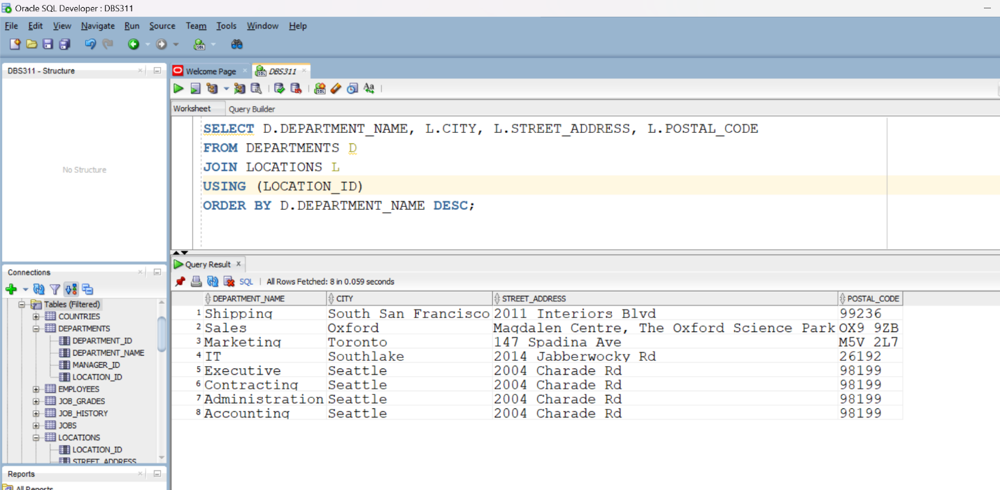 Oracle SQL Developer : DBS311
File Edit View Navigate Run Source Team Tools Window Help
DBS311 - Structure
No Structure
Welcome Page
DBS311
Worksheet
Query Builder
SELECT D.DEPARTMENT_NAME, L.CITY, L.STREET_ADDRESS, L.POSTAL_CODE
FROM DEPARTMENTS D
JOIN LOCATIONS L
USING (LOCATION_ID)
ORDER BY D.DEPARTMENT_NAME DESC;
Connections
Tables (Filtered)
COUNTRIES
DEPARTMENTS
DEPARTMENT_ID
DEPARTMENT_NAME
MANAGER_ID
LOCATION_ID
EMPLOYEES
JOB_GRADES
JOB_HISTORY
JOBS
LOCATIONS
LOCATION_ID
STREET_ADDRESS
Reports
All Reports
Query Result
SQL | All Rows Fetched: 8 in 0.059 seconds
DEPARTMENT_NAME CITY STREET_ADDRESS POSTAL_CODE
1 Shipping South San Francisco 2011 Interiors Blvd 99236
2 Sales Oxford Magdalen Centre, The Oxford Science Park OX9 9ZB
3 Marketing Toronto 147 Spadina Ave M5V 2L7
4 IT Southlake 2014 Jabberwocky Rd 26192
5 Executive Seattle 2004 Charade Rd 98199
6 Contracting Seattle 2004 Charade Rd 98199
7 Administration Seattle 2004 Charade Rd 98199
8 Accounting Seattle 2004 Charade Rd 98199